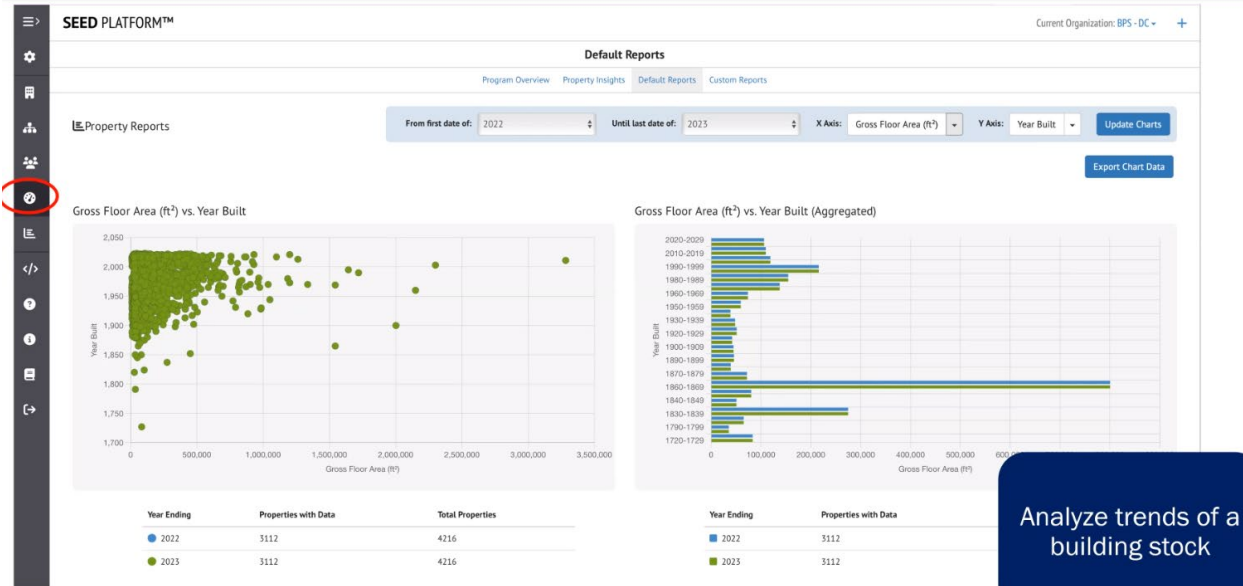 SEED PLATFORM™
Current Organization: BPS - DC
Default Reports
Program Overview Property Insights Default Reports Custom Reports
Property Reports
From first date of: 2022 Until last date of: 2023 X Axis: Gross Floor Area (ft²) Y Axis: Year Built Update Charts
Export Chart Data
Gross Floor Area (ft²) vs. Year Built
2,050
2,000
1,950
1,900
1,850
1,800
1,750
1,700
Year Built
0 500,000 1,000,000 1,500,000 2,000,000 2,500,000 3,000,000 3,500,000
Gross Floor Area (ft²)
Year Ending Properties with Data Total Properties
2022 3112 4216
2023 3112 4216
Gross Floor Area (ft²) vs. Year Built (Aggregated)
2020-2029
2010-2019
1990-1999
1980-1989
1960-1969
1950-1959
1930-1939
1920-1929
1900-1909
1890-1899
1870-1879
1860-1869
1840-1849
1830-1839
1790-1799
1720-1729
Year Built
0 100,000 200,000 300,000 400,000 500,000
Gross Floor Area (ft²)
Year Ending Properties with Data
2022 3112
2023 3112
Analyze trends of a
building stock